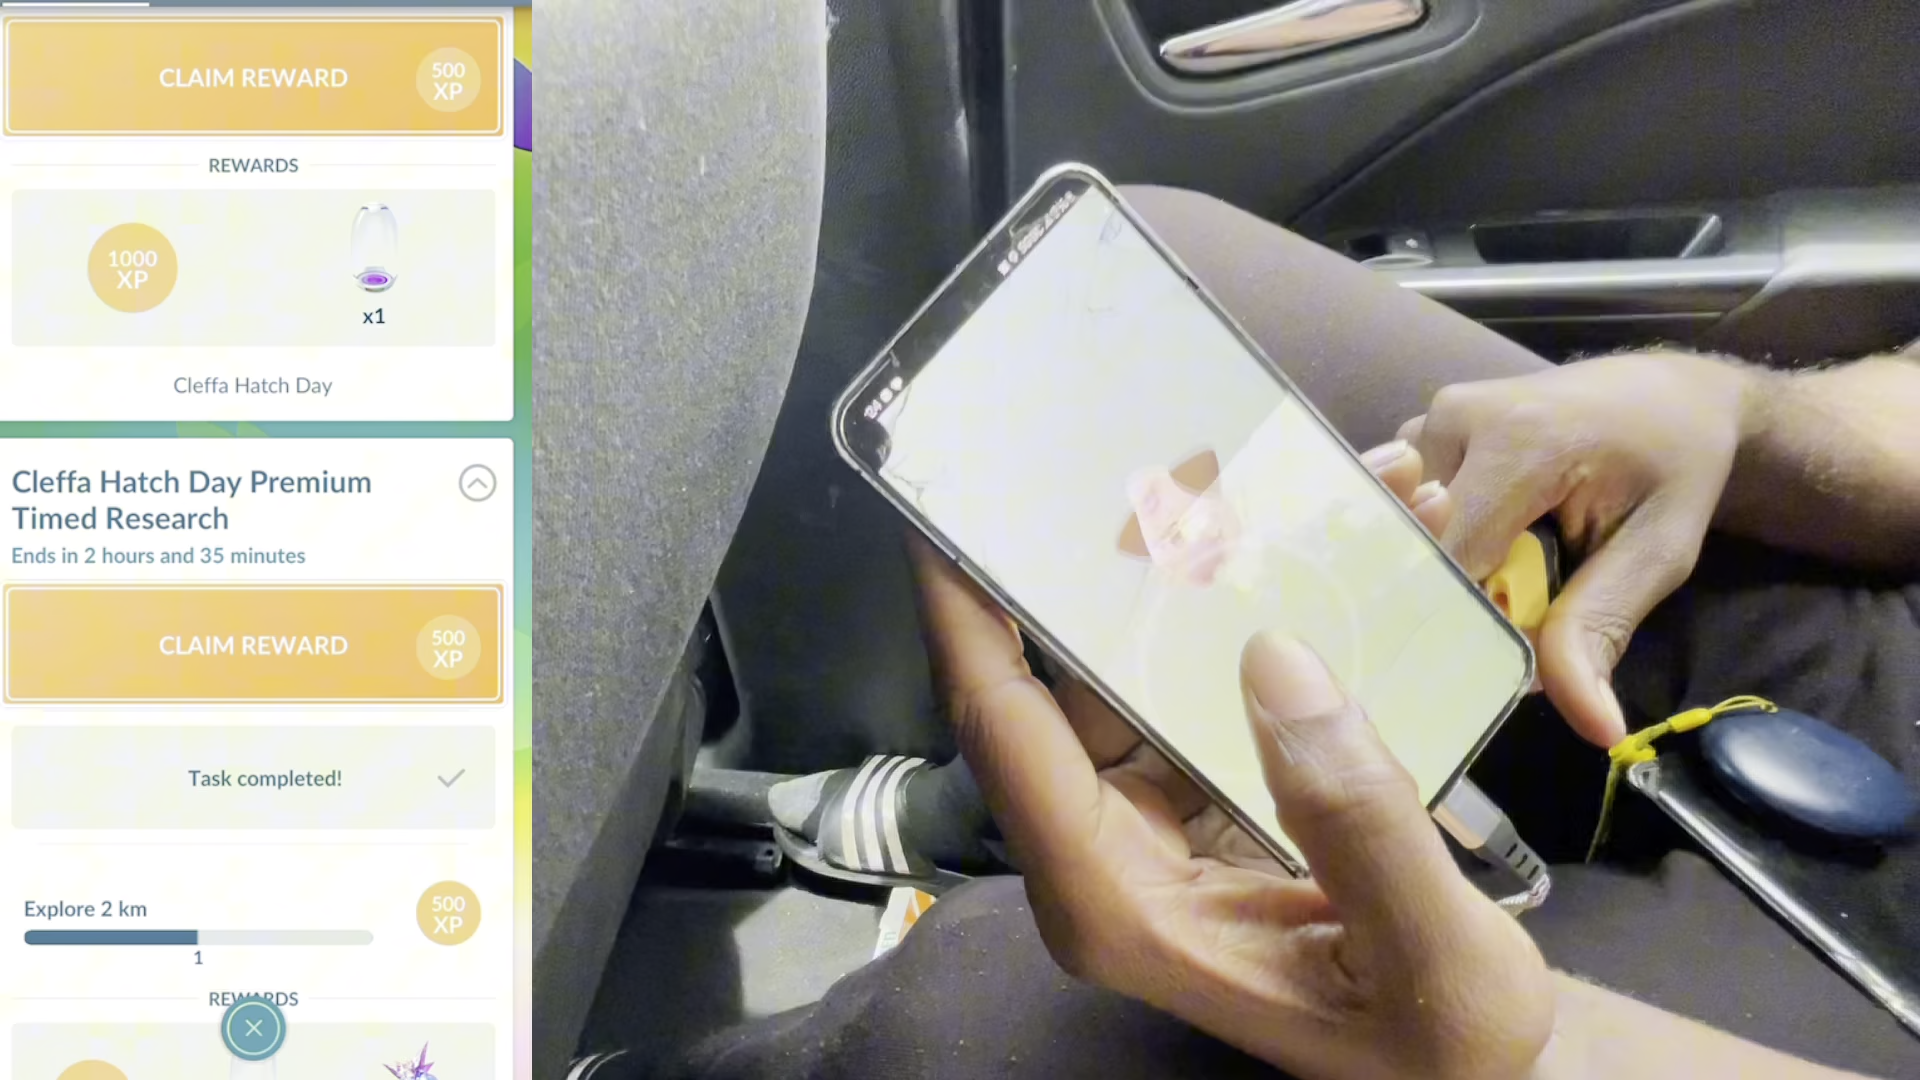 CLAIM REWARD
500
XP
REWARDS
1000
XP
x1
Cleffa Hatch Day
Cleffa Hatch Day Premium
Timed Research
Ends in 2 hours and 35 minutes
CLAIM REWARD
500
XP
Task completed!
Explore 2 km
500
XP
1
REWARDS